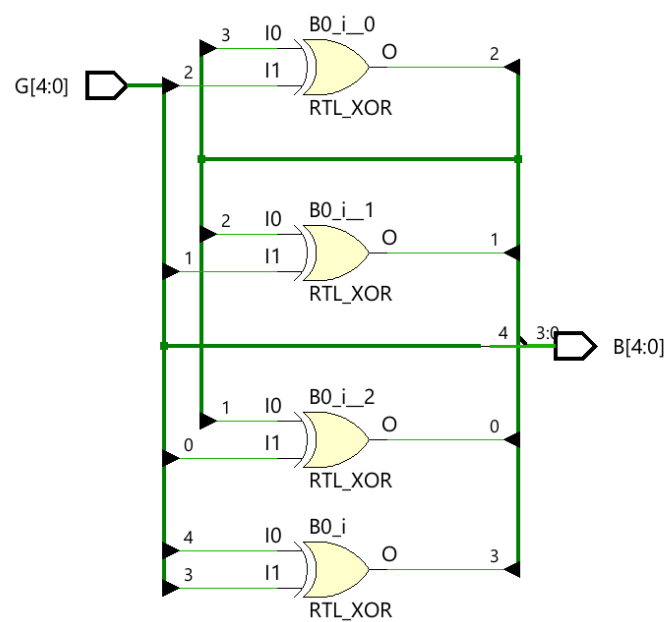 B0_i__0
3 I0 O 2
G[4:0] 2 I1
RTL_XOR
B0_i__1
2 I0 O 1
1 I1
RTL_XOR
4 3:0 B[4:0]
B0_i__2
1 I0 O 0
0 I1
RTL_XOR
B0_i
4 I0 O 3
3 I1
RTL_XOR